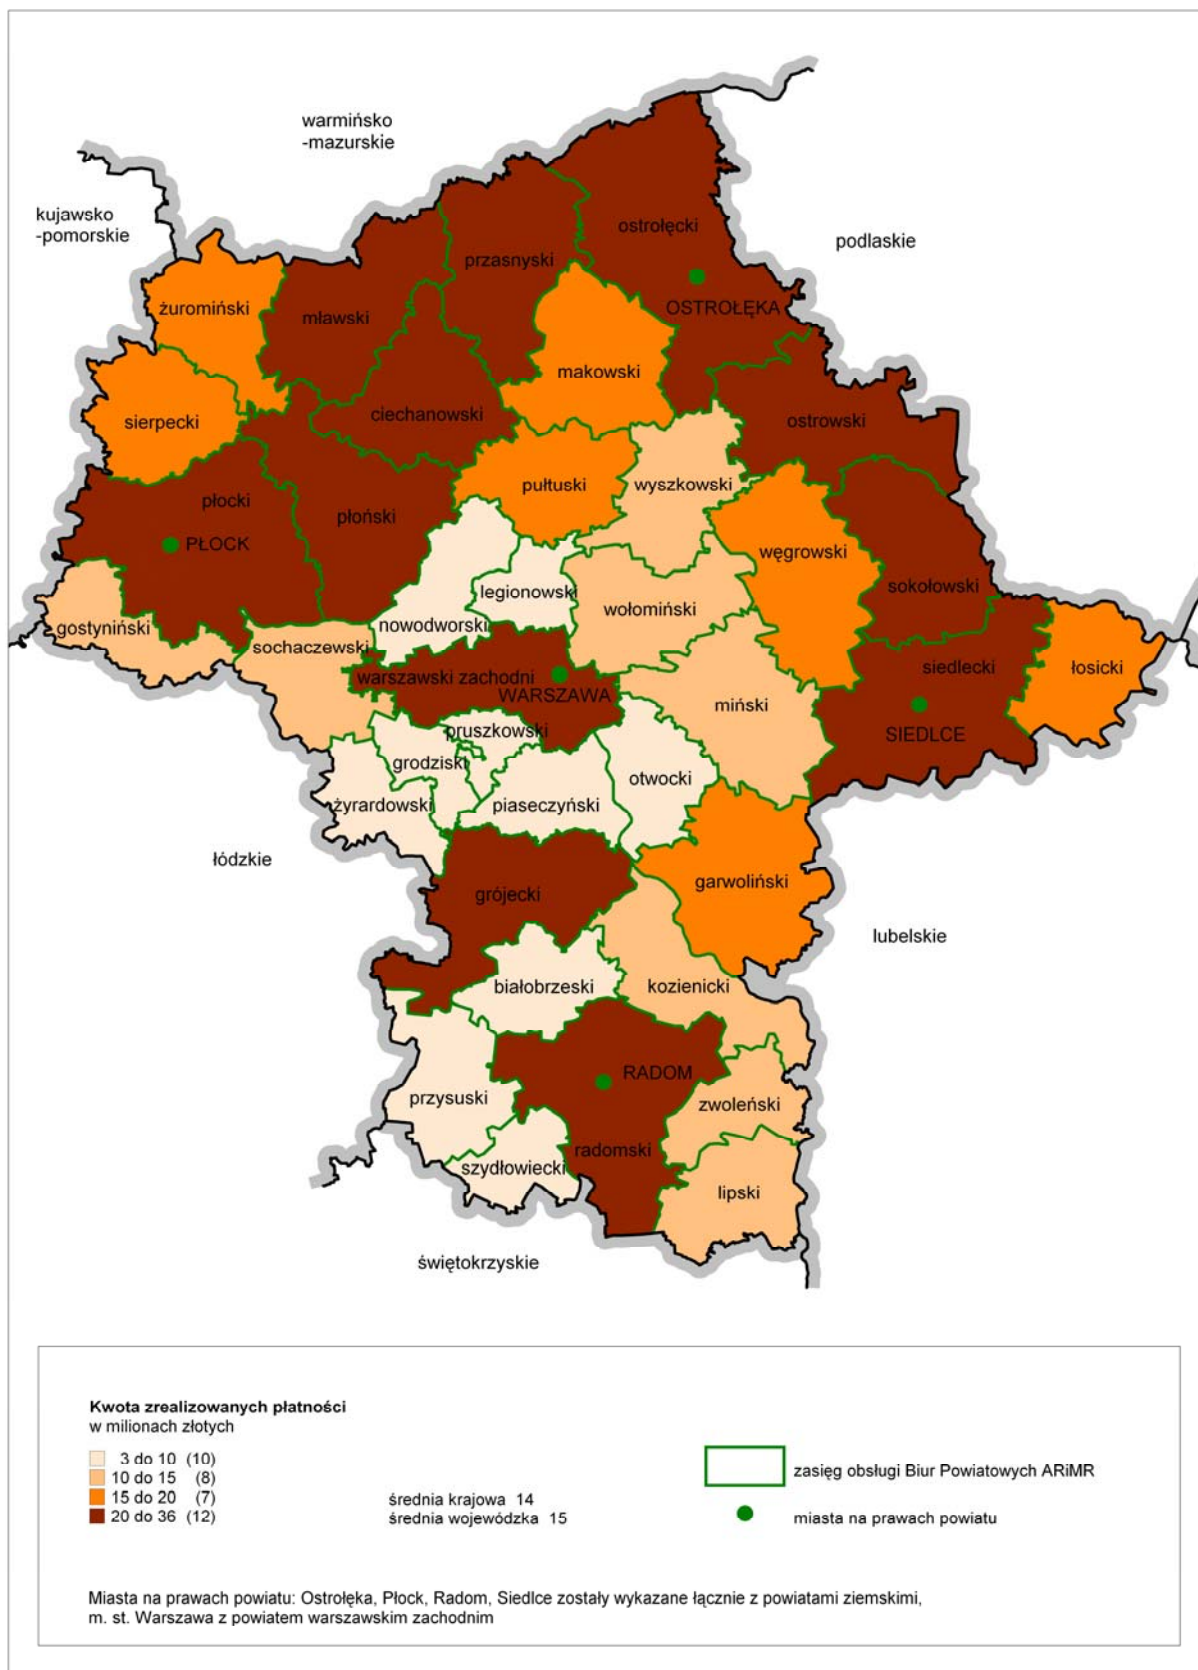 warmińsko
-mazurskie
kujawsko
-pomorskie
podlaskie
ostrołęcki
przasnyski
OSTROŁĘKA
żuromiński
mławski
makowski
ciechanowski
sierpecki
ostrowski
pułtuski
wyszkowski
płocki
płoński
PŁOCK
węgrowski
sokołowski
legionowski
wołomiński
gostyniński
nowodworski
sochaczewski
siedlecki
łosicki
warszawski zachodni
WARSZAWA
miński
SIEDLCE
pruszkowski
grodziski
otwocki
żyrardowski
piaseczyński
łódzkie
garwoliński
grójecki
lubelskie
białobrzeski
kozienicki
RADOM
przysuski
zwoleński
radomski
szydłowiecki
lipski
świętokrzyskie
Kwota zrealizowanych płatności
w milionach złotych
3 do 10 (10)
10 do 15 (8)
15 do 20 (7)
20 do 36 (12)
średnia krajowa 14
średnia wojewódzka 15
zasięg obsługi Biur Powiatowych ARiMR
miasta na prawach powiatu
Miasta na prawach powiatu: Ostrołęka, Płock, Radom, Siedlce zostały wykazane łącznie z powiatami ziemskimi,
m. st. Warszawa z powiatem warszawskim zachodnim